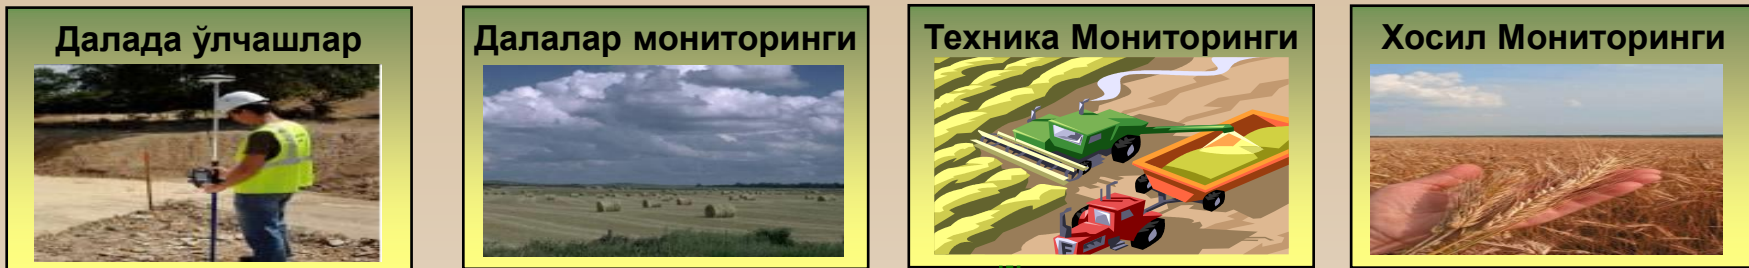 Далада ўлчашлар
Далалар мониторинги
Техника Мониторинги
Хосил Мониторинги